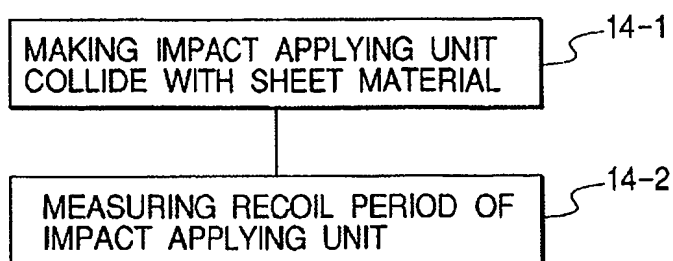 MAKING IMPACT APPLYING UNIT
COLLIDE WITH SHEET MATERIAL
14-1
MEASURING RECOIL PERIOD OF
IMPACT APPLYING UNIT
14-2